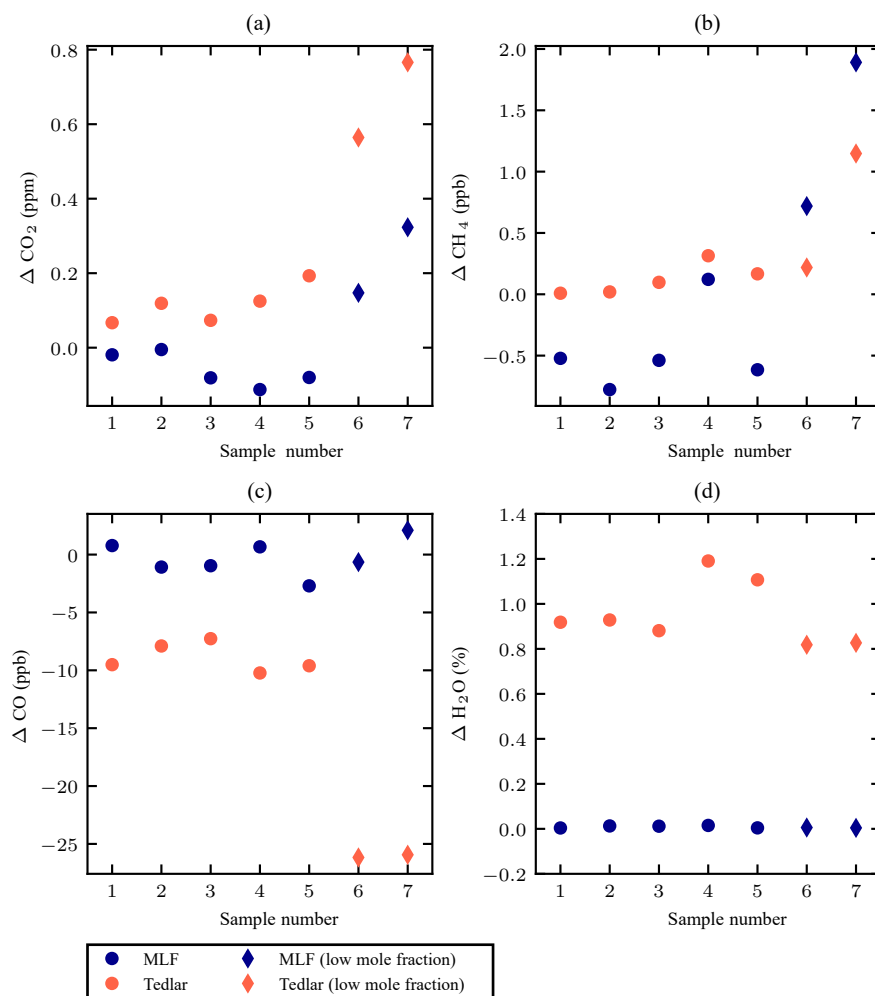 (a)
0.8
0.6
0.4
0.2
0.0
Δ CO₂ (ppm)
1 2 3 4 5 6 7
Sample number
(b)
2.0
1.5
1.0
0.5
0.0
−0.5
Δ CH₄ (ppb)
1 2 3 4 5 6 7
Sample number
(c)
0
−5
−10
−15
−20
−25
Δ CO (ppb)
1 2 3 4 5 6 7
Sample number
(d)
1.4
1.2
1.0
0.8
0.6
0.4
0.2
0.0
−0.2
Δ H₂O (%)
1 2 3 4 5 6 7
Sample number
MLF
Tedlar
MLF (low mole fraction)
Tedlar (low mole fraction)